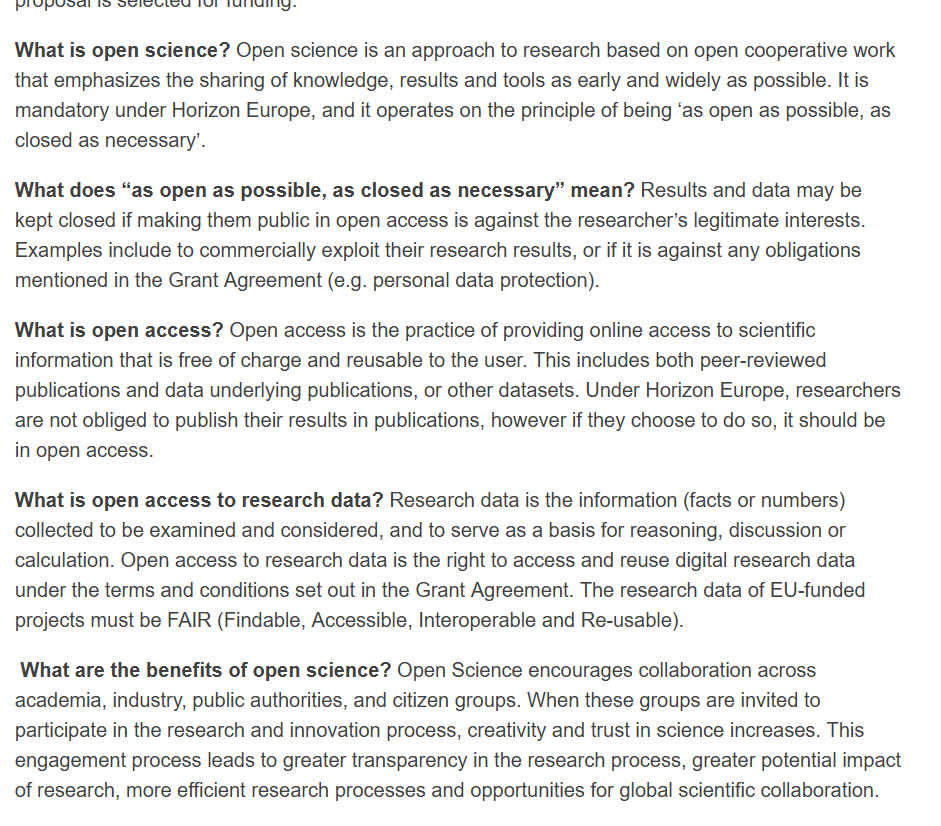 proposal is selected for funding.
What is open science? Open science is an approach to research based on open cooperative work
that emphasizes the sharing of knowledge, results and tools as early and widely as possible. It is
mandatory under Horizon Europe, and it operates on the principle of being ‘as open as possible, as
closed as necessary’.
What does “as open as possible, as closed as necessary” mean? Results and data may be
kept closed if making them public in open access is against the researcher’s legitimate interests.
Examples include to commercially exploit their research results, or if it is against any obligations
mentioned in the Grant Agreement (e.g. personal data protection).
What is open access? Open access is the practice of providing online access to scientific
information that is free of charge and reusable to the user. This includes both peer-reviewed
publications and data underlying publications, or other datasets. Under Horizon Europe, researchers
are not obliged to publish their results in publications, however if they choose to do so, it should be
in open access.
What is open access to research data? Research data is the information (facts or numbers)
collected to be examined and considered, and to serve as a basis for reasoning, discussion or
calculation. Open access to research data is the right to access and reuse digital research data
under the terms and conditions set out in the Grant Agreement. The research data of EU-funded
projects must be FAIR (Findable, Accessible, Interoperable and Re-usable).
What are the benefits of open science? Open Science encourages collaboration across
academia, industry, public authorities, and citizen groups. When these groups are invited to
participate in the research and innovation process, creativity and trust in science increases. This
engagement process leads to greater transparency in the research process, greater potential impact
of research, more efficient research processes and opportunities for global scientific collaboration.